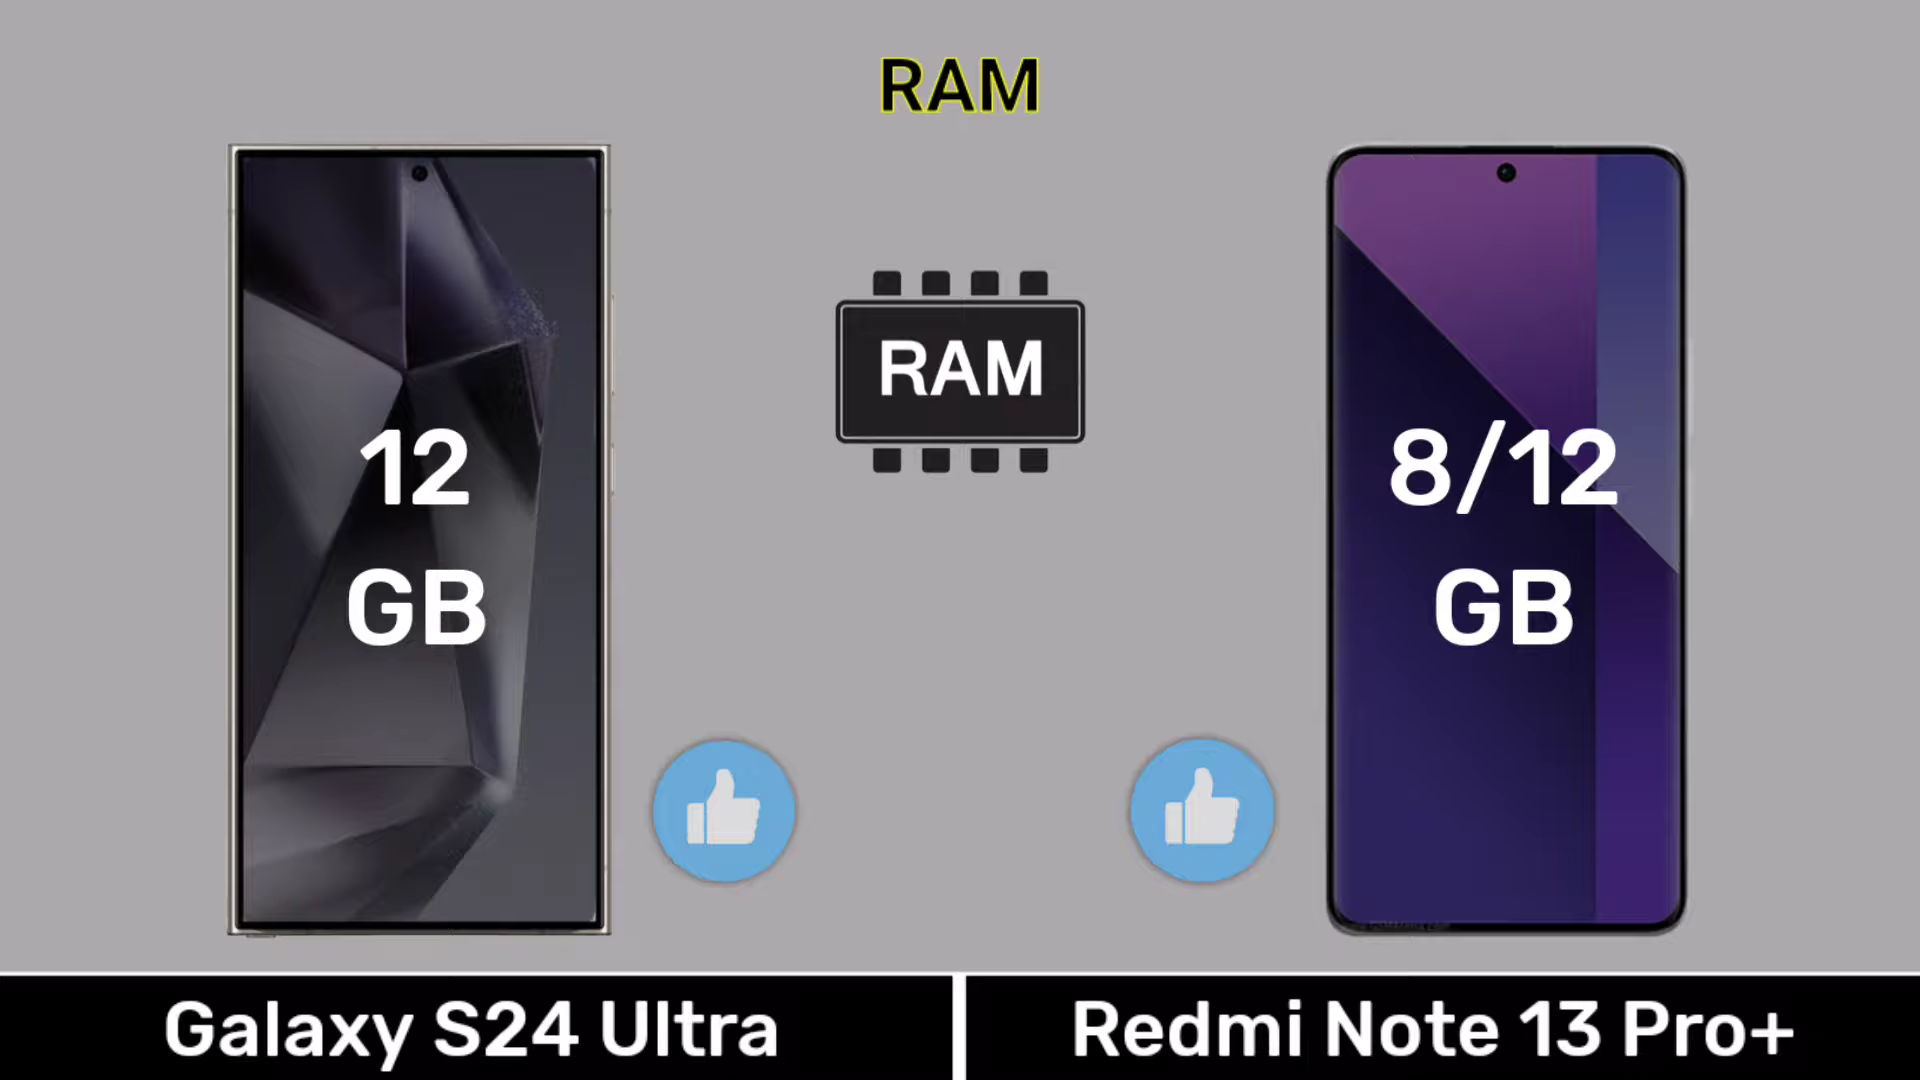 RAM
RAM
12
GB
8/12
GB
Galaxy S24 Ultra
Redmi Note 13 Pro+